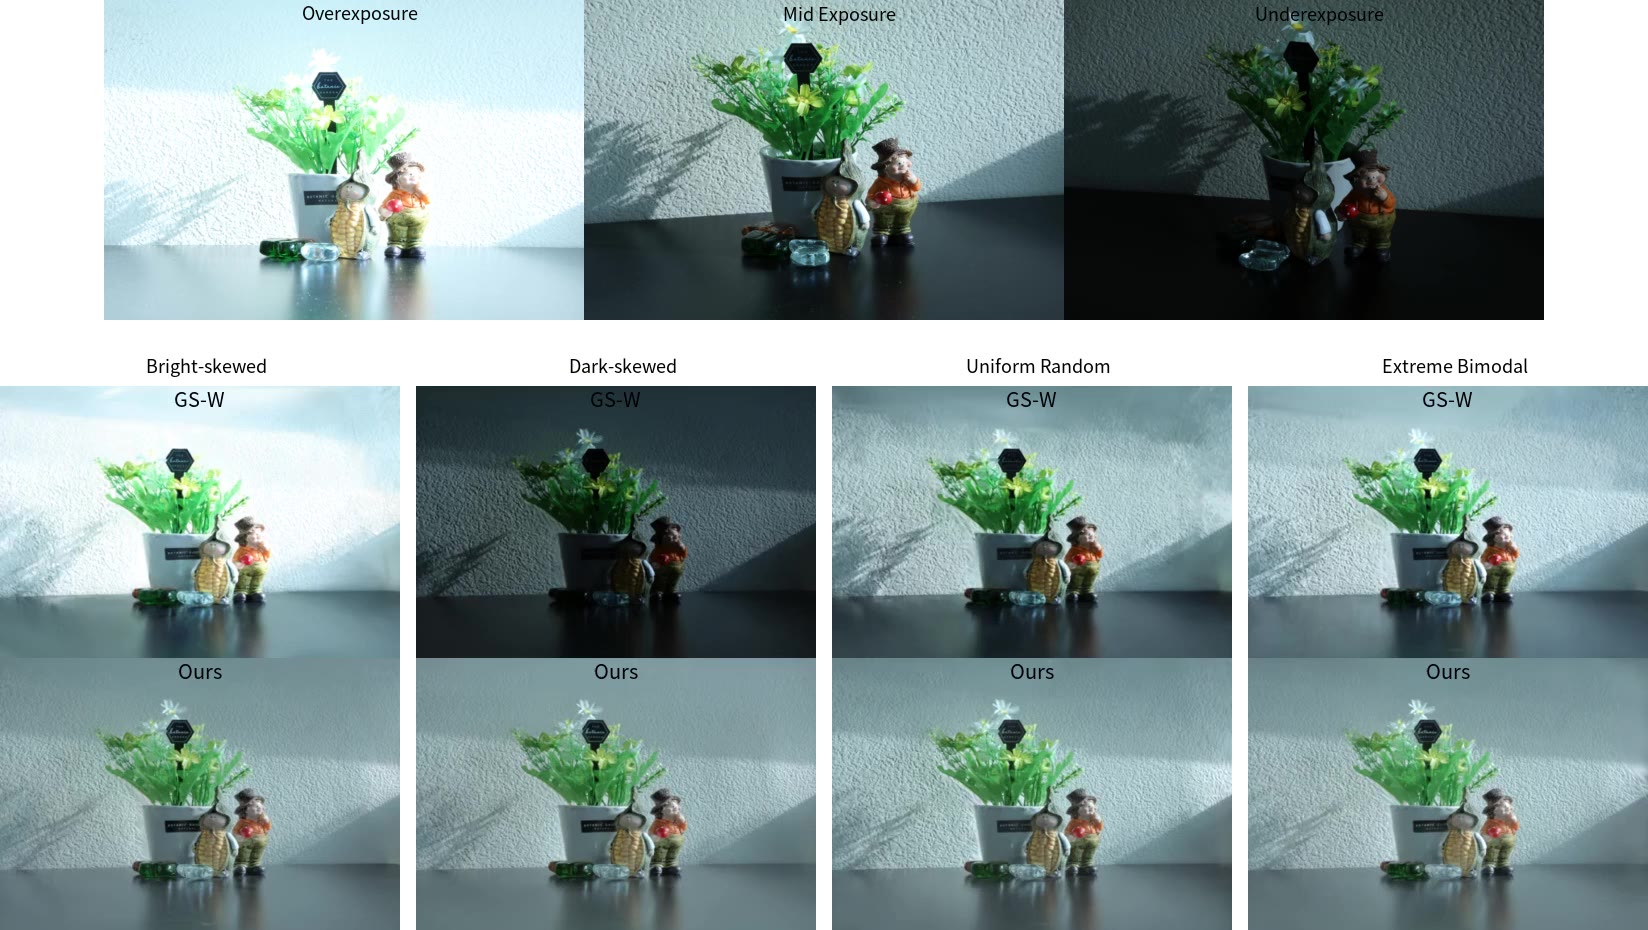 Overexposure
Mid Exposure
Underexposure
Bright-skewed
Dark-skewed
Uniform Random
Extreme Bimodal
GS-W
GS-W
GS-W
GS-W
Ours
Ours
Ours
Ours